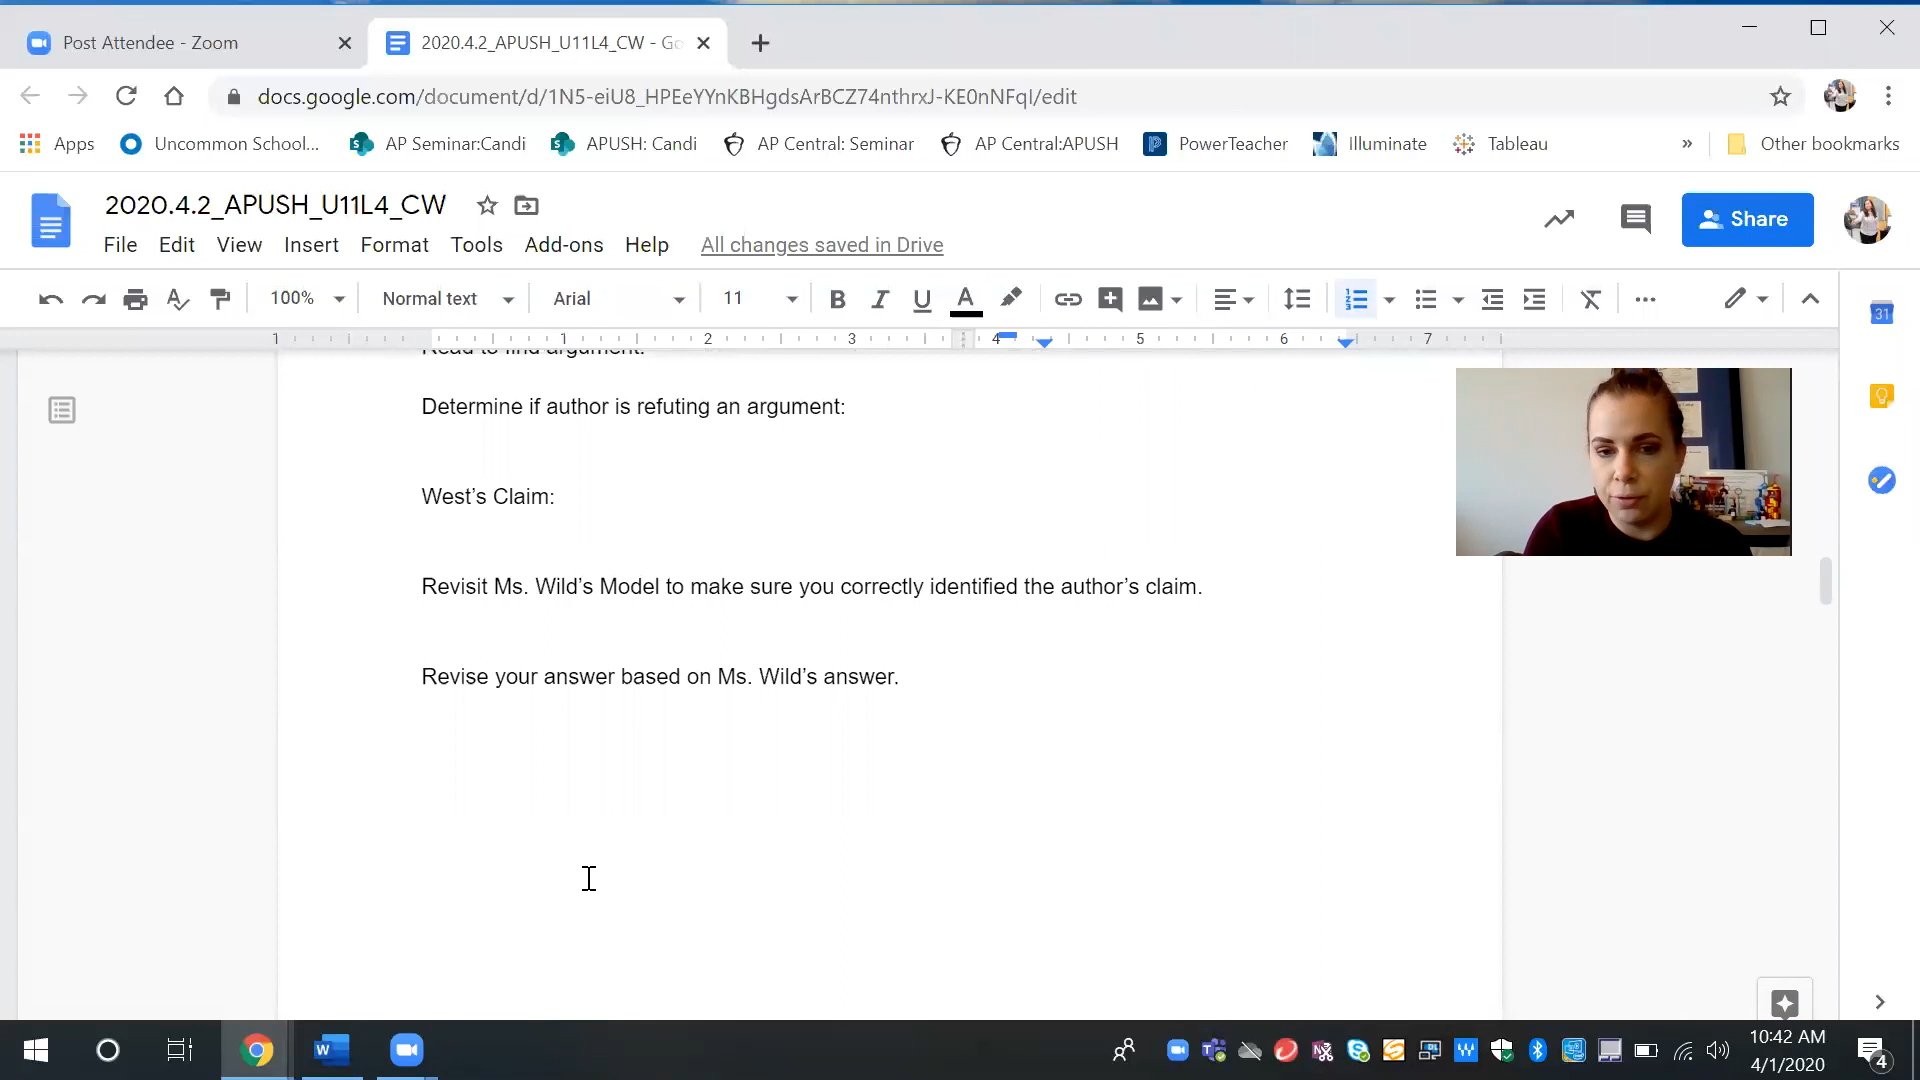 Post Attendee - Zoom
2020.4.2_APUSH_U11L4_CW - Go
docs.google.com/document/d/1N5-eiU8_HPEeYYnKBHgdsArBCZ74nthrxJ-KE0nNFqI/edit
Apps
Uncommon School...
AP Seminar:Candi
APUSH: Candi
AP Central: Seminar
AP Central:APUSH
PowerTeacher
Illuminate
Tableau
»
Other bookmarks
2020.4.2_APUSH_U11L4_CW
File Edit View Insert Format Tools Add-ons Help All changes saved in Drive
Share
100% Normal text Arial 11 B I U A
1 1 2 3 4 5 6 7
31
Read to find argument:
Determine if author is refuting an argument:
West's Claim:
Revisit Ms. Wild's Model to make sure you correctly identified the author's claim.
Revise your answer based on Ms. Wild's answer.
10:42 AM
4/1/2020
4